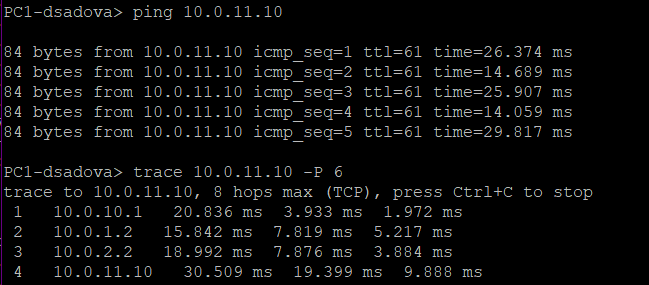 PC1-dsadova> ping 10.0.11.10
84 bytes from 10.0.11.10 icmp_seq=1 ttl=61 time=26.374 ms
84 bytes from 10.0.11.10 icmp_seq=2 ttl=61 time=14.689 ms
84 bytes from 10.0.11.10 icmp_seq=3 ttl=61 time=25.907 ms
84 bytes from 10.0.11.10 icmp_seq=4 ttl=61 time=14.059 ms
84 bytes from 10.0.11.10 icmp_seq=5 ttl=61 time=29.817 ms
PC1-dsadova> trace 10.0.11.10 -P 6
trace to 10.0.11.10, 8 hops max (TCP), press Ctrl+C to stop
1 10.0.10.1 20.836 ms 3.933 ms 1.972 ms
2 10.0.1.2 15.842 ms 7.819 ms 5.217 ms
3 10.0.2.2 18.992 ms 7.876 ms 3.884 ms
4 10.0.11.10 30.509 ms 19.399 ms 9.888 ms